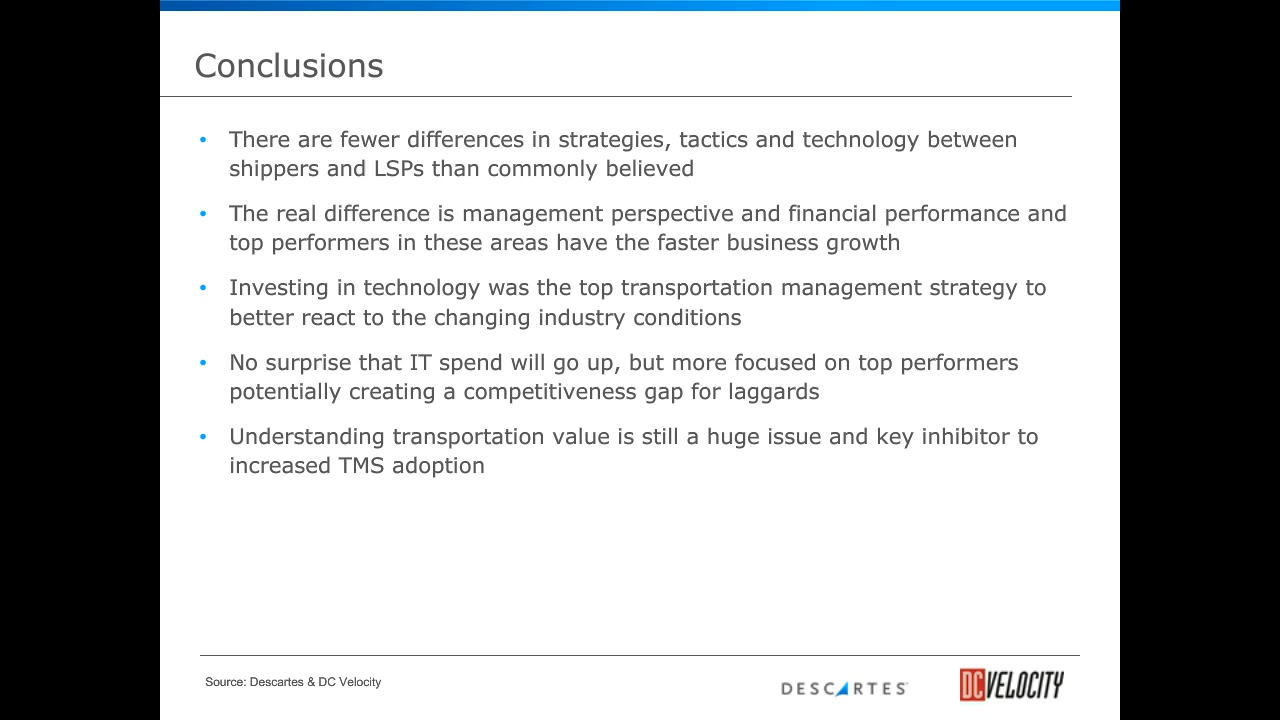 Conclusions
• There are fewer differences in strategies, tactics and technology between
shippers and LSPs than commonly believed
• The real difference is management perspective and financial performance and
top performers in these areas have the faster business growth
• Investing in technology was the top transportation management strategy to
better react to the changing industry conditions
• No surprise that IT spend will go up, but more focused on top performers
potentially creating a competitiveness gap for laggards
• Understanding transportation value is still a huge issue and key inhibitor to
increased TMS adoption
Source: Descartes & DC Velocity
DESCARTES
DCVELOCITY